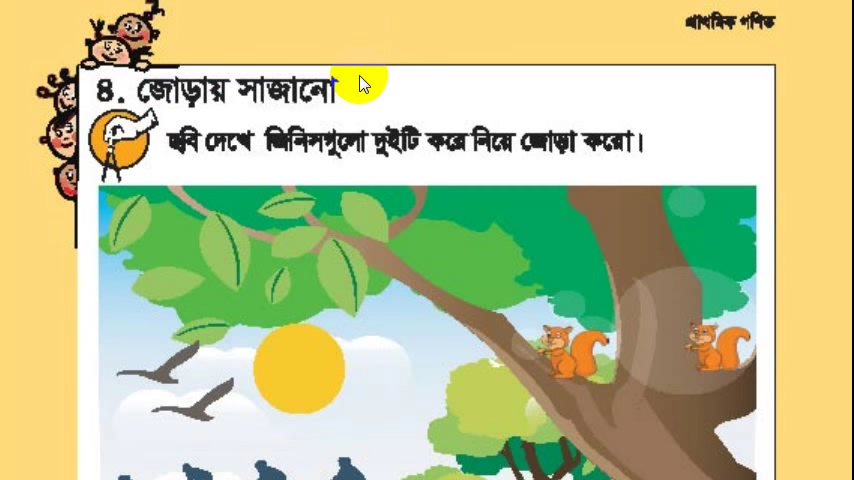 প্রাথমিক গণিত
৪. জোড়ায় সাজানো
ছবি দেখে জিনিসগুলো দুইটি করে নিয়ে জোড়া করো।